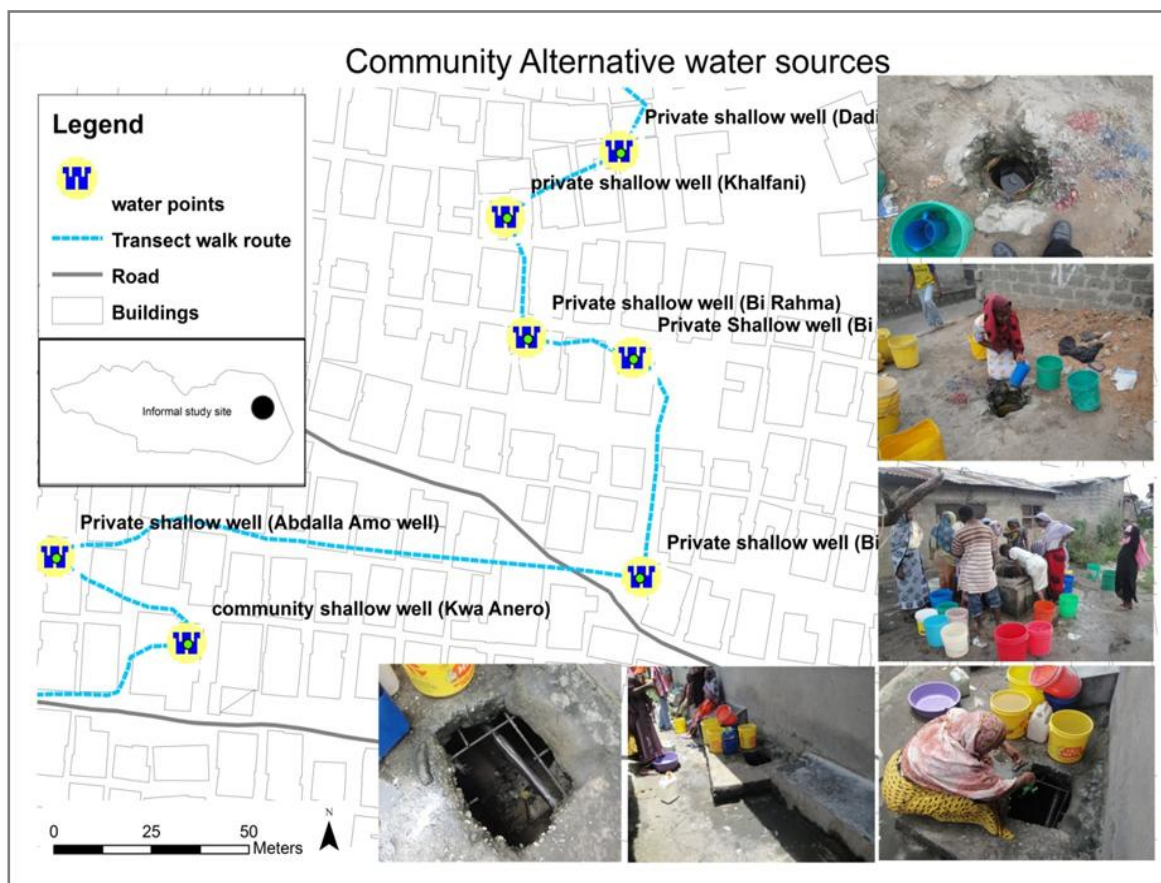 Community Alternative water sources
Legend
water points
Transect walk route
Road
Buildings
Informal study site
Private shallow well (Dadi
private shallow well (Khalfani)
Private shallow well (Bi Rahma)
Private Shallow well (Bi
Private shallow well (Abdalla Amo well)
Private shallow well (Bi
community shallow well (Kwa Anero)
0 25 50
Meters
N